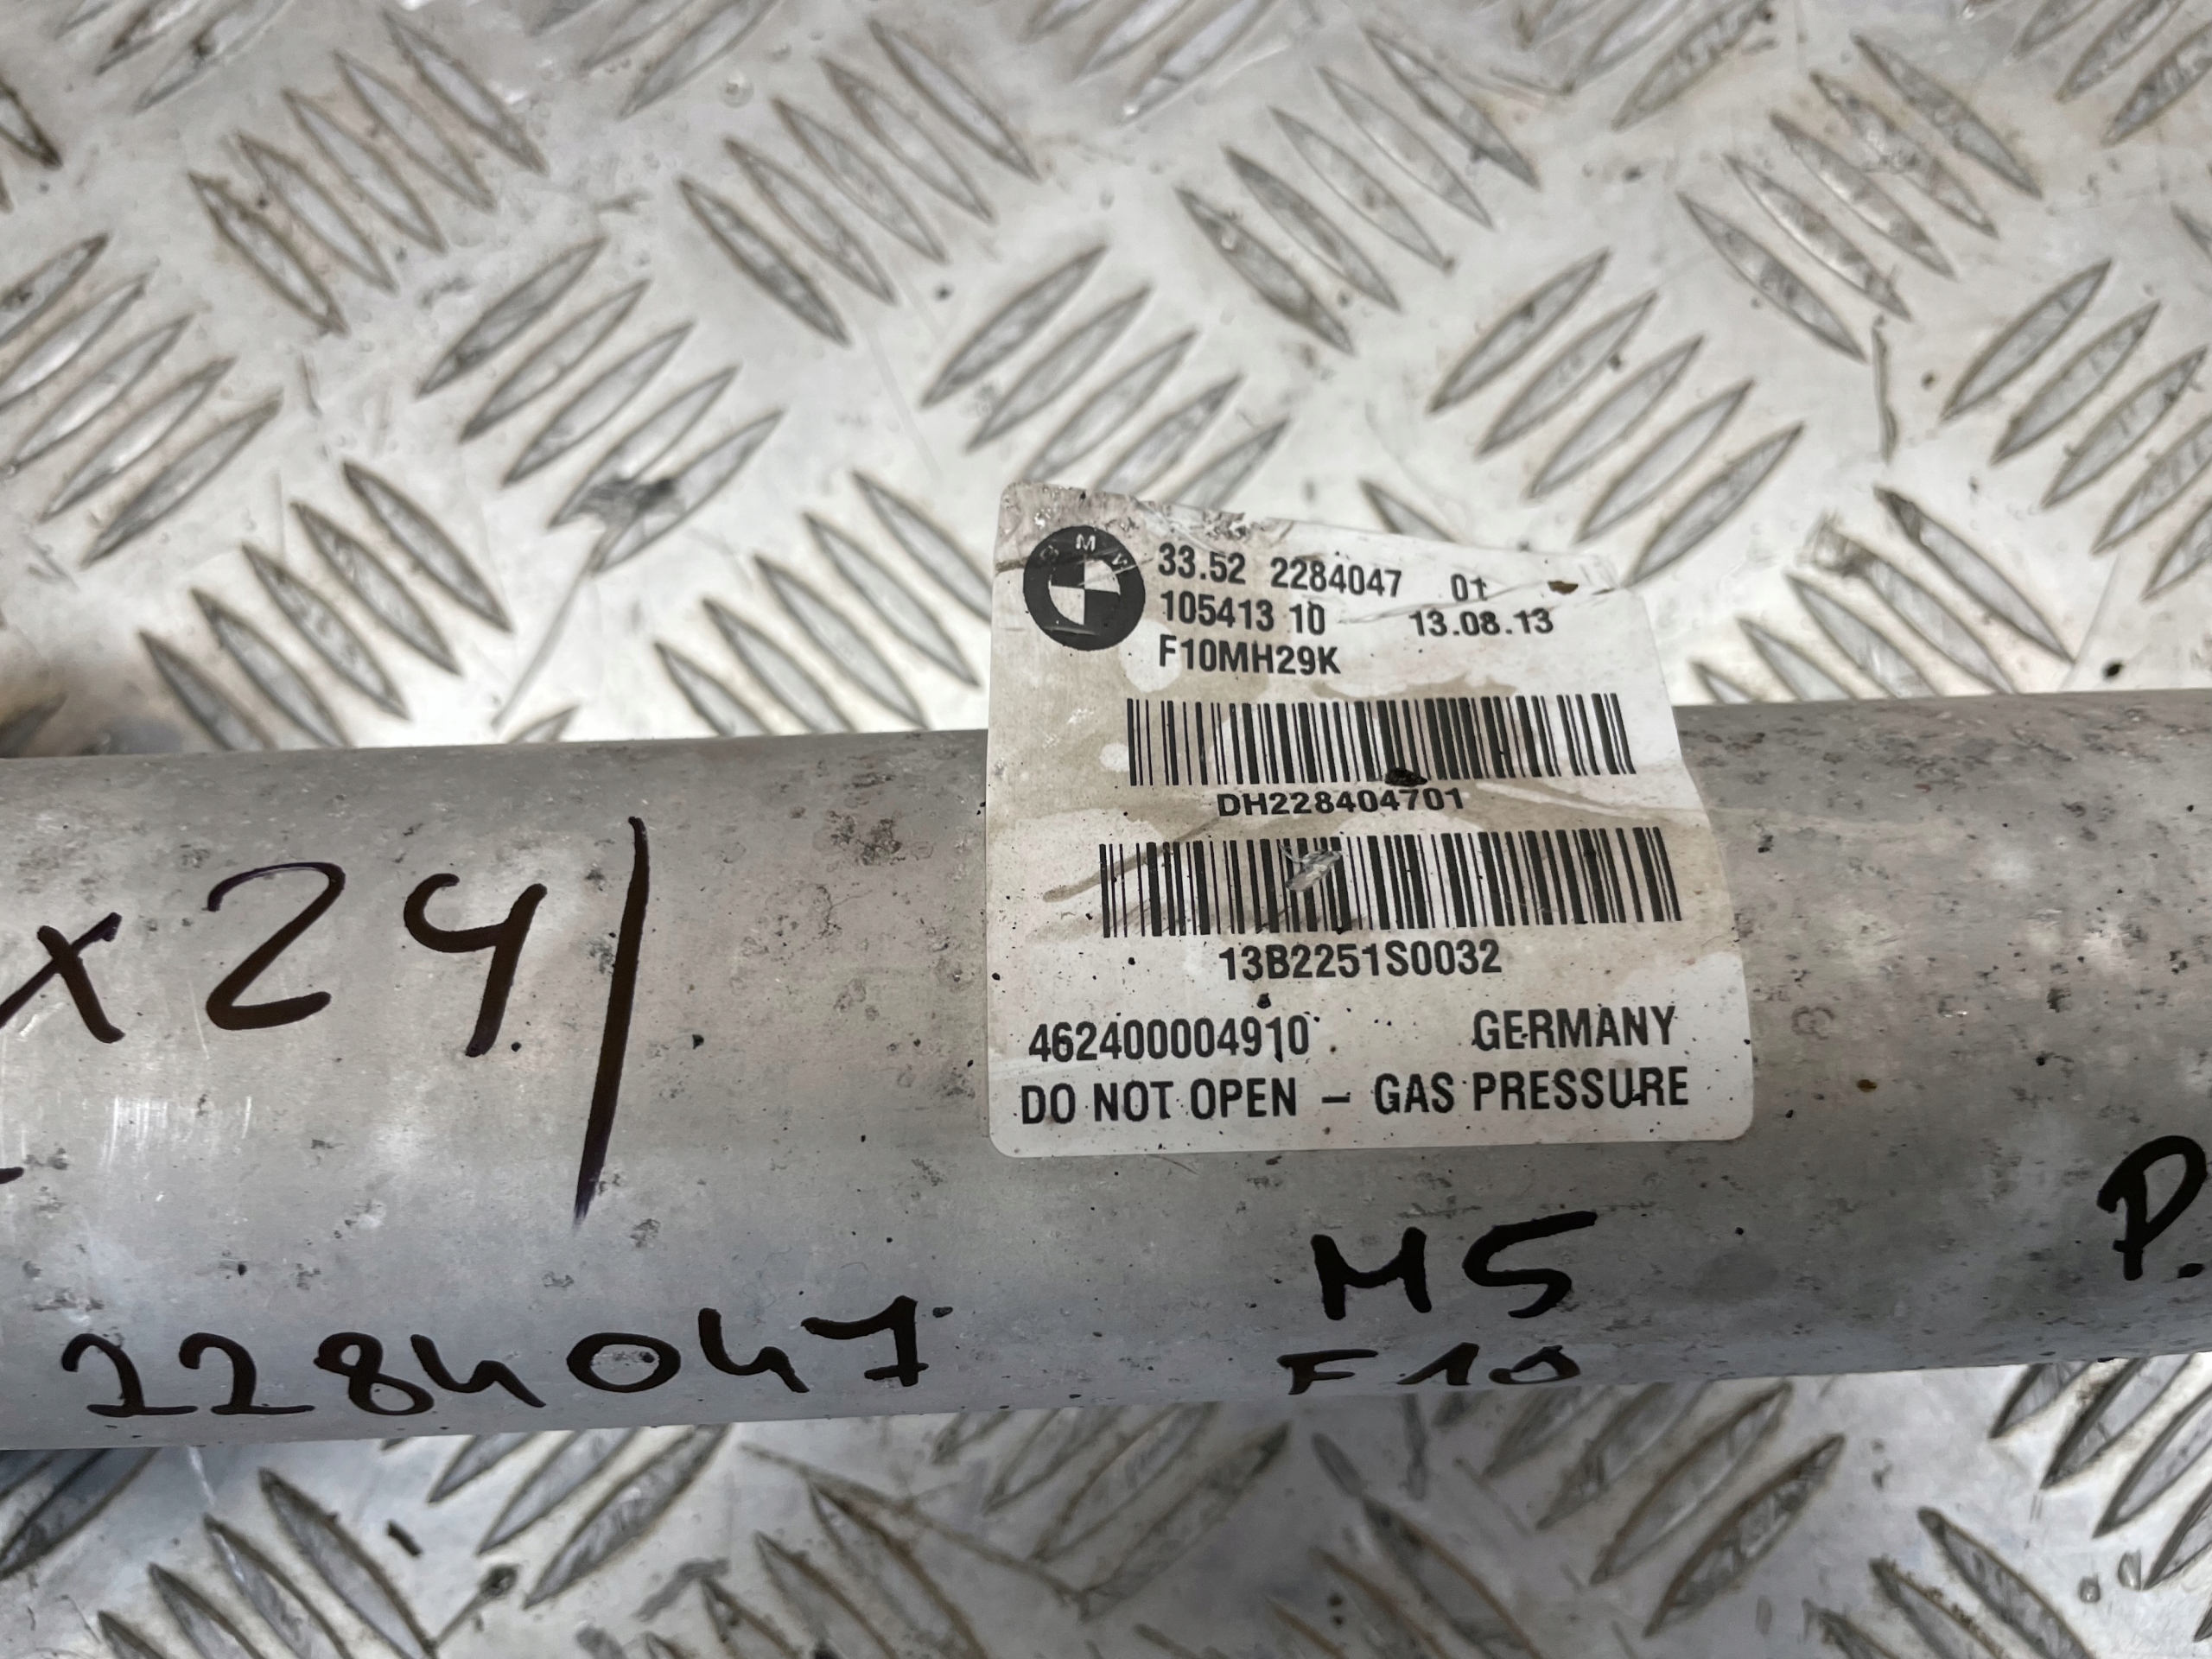 BMW
33.52 2284047 01
105413 10 13.08.13
F10MH29K
DH228404701
13B2251S0032
462400004910 GERMANY
DO NOT OPEN – GAS PRESSURE
x24/
2284047
M5
F10
P.